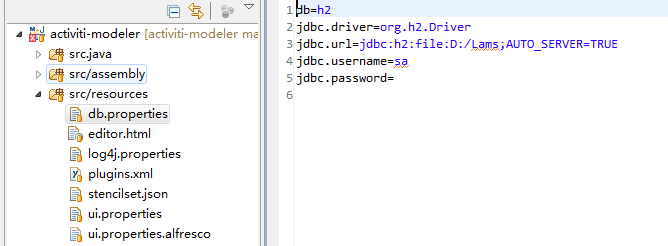 activiti-modeler [activiti-modeler ma
src.java
src/assembly
src/resources
db.properties
editor.html
log4j.properties
plugins.xml
stencilset.json
ui.properties
ui.properties.alfresco
1 db=h2
2 jdbc.driver=org.h2.Driver
3 jdbc.url=jdbc:h2:file:D:/Lams;AUTO_SERVER=TRUE
4 jdbc.username=sa
5 jdbc.password=
6